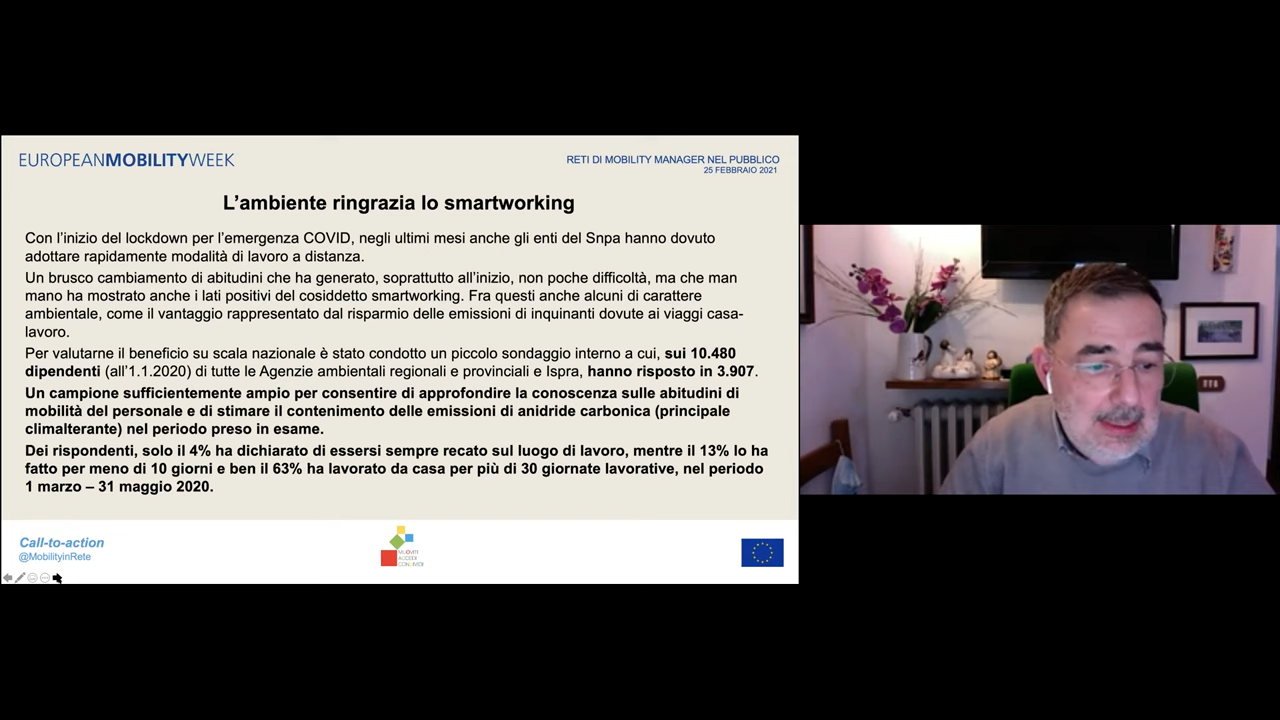 EUROPEANMOBILITYWEEK
RETI DI MOBILITY MANAGER NEL PUBBLICO
25 FEBBRAIO 2021
L’ambiente ringrazia lo smartworking
Con l’inizio del lockdown per l’emergenza COVID, negli ultimi mesi anche gli enti del Snpa hanno dovuto
adottare rapidamente modalità di lavoro a distanza.
Un brusco cambiamento di abitudini che ha generato, soprattutto all’inizio, non poche difficoltà, ma che man
mano ha mostrato anche i lati positivi del cosiddetto smartworking. Fra questi anche alcuni di carattere
ambientale, come il vantaggio rappresentato dal risparmio delle emissioni di inquinanti dovute ai viaggi casa-
lavoro.
Per valutarne il beneficio su scala nazionale è stato condotto un piccolo sondaggio interno a cui, sui 10.480
dipendenti (all’1.1.2020) di tutte le Agenzie ambientali regionali e provinciali e Ispra, hanno risposto in 3.907.
Un campione sufficientemente ampio per consentire di approfondire la conoscenza sulle abitudini di
mobilità del personale e di stimare il contenimento delle emissioni di anidride carbonica (principale
climalterante) nel periodo preso in esame.
Dei rispondenti, solo il 4% ha dichiarato di essersi sempre recato sul luogo di lavoro, mentre il 13% lo ha
fatto per meno di 10 giorni e ben il 63% ha lavorato da casa per più di 30 giornate lavorative, nel periodo
1 marzo – 31 maggio 2020.
Call-to-action
@MobilityinRete
MUOVITI
ACCEDI
CONDIVIDI